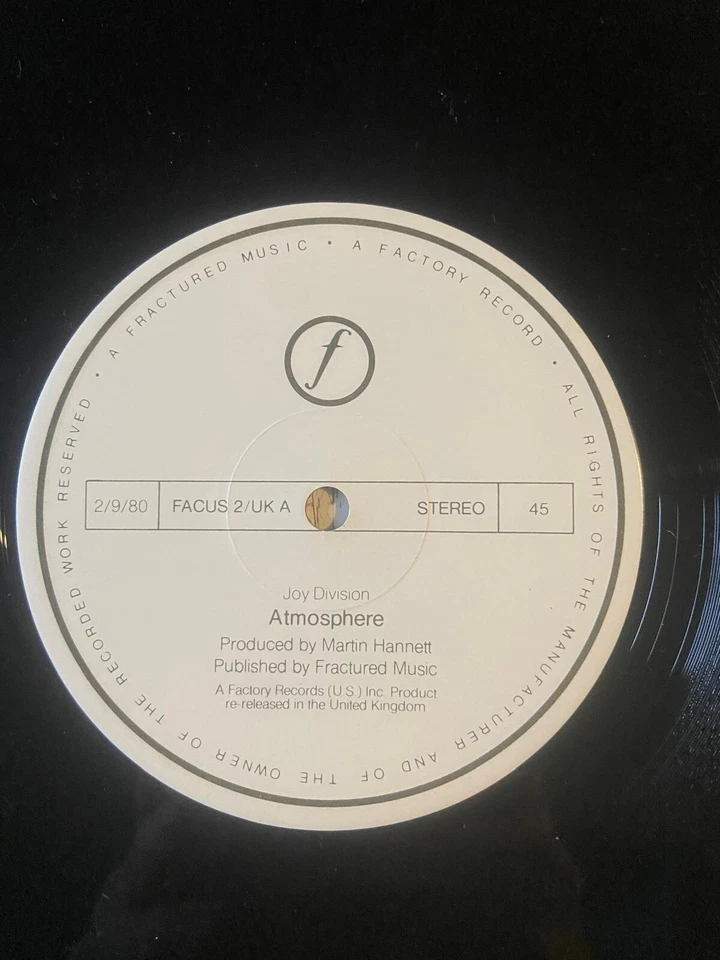 A FRACTURED MUSIC • A FACTORY RECORD • ALL RIGHTS OF THE MANUFACTURER AND OF THE OWNER OF THE RECORDED WORK RESERVED •
f
2/9/80 FACUS 2/UK A STEREO 45
Joy Division
Atmosphere
Produced by Martin Hannett
Published by Fractured Music
A Factory Records (U.S.) Inc. Product
re-released in the United Kingdom